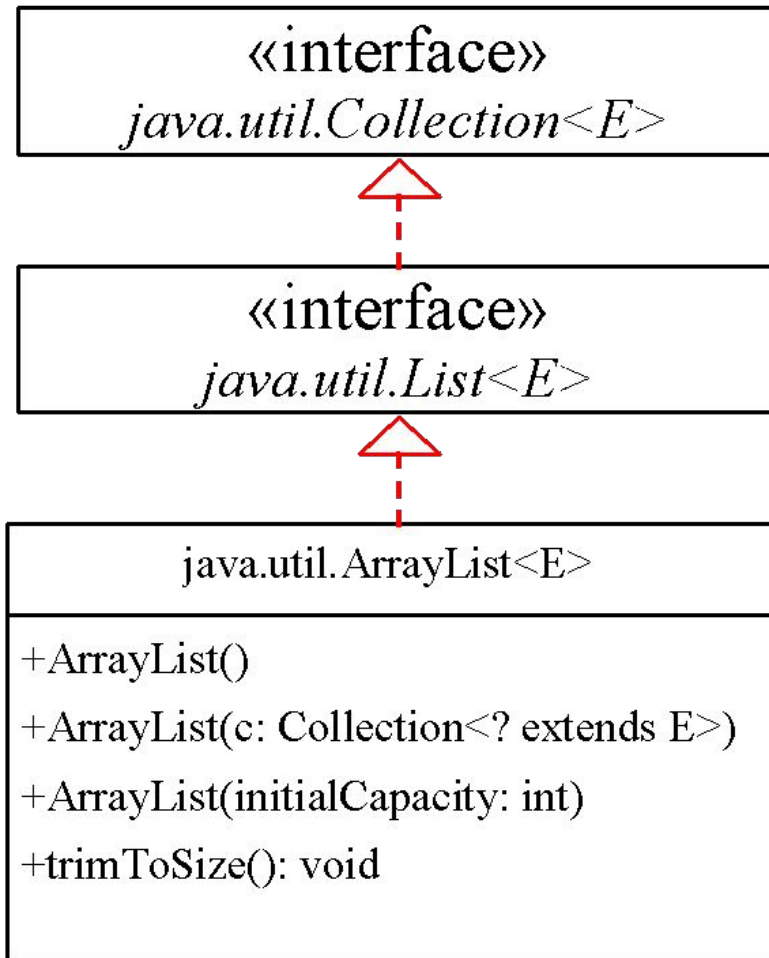 «interface»
java.util.Collection<E>
«interface»
java.util.List<E>
java.util.ArrayList<E>
+ArrayList()
+ArrayList(c: Collection<? extends E>)
+ArrayList(initialCapacity: int)
+trimToSize(): void